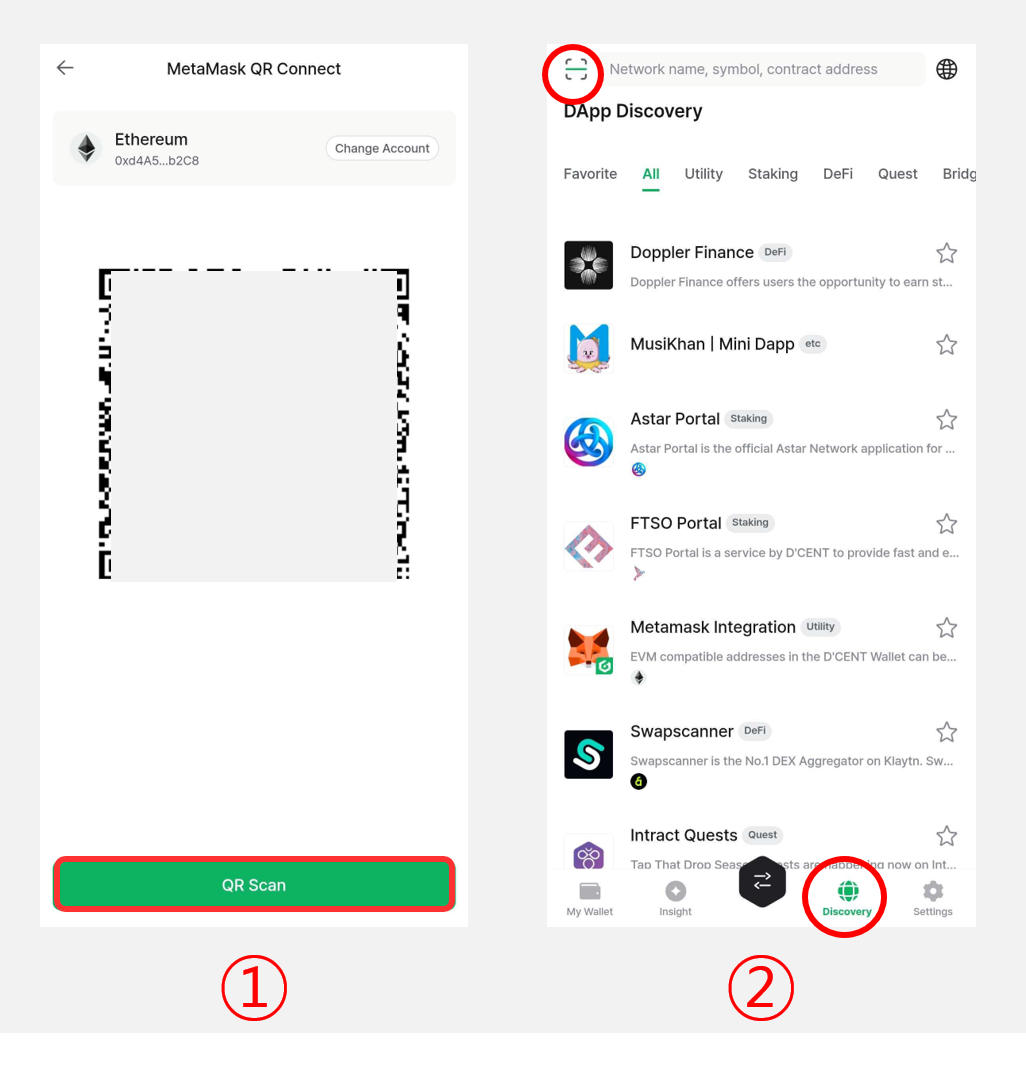 MetaMask QR Connect
Ethereum
0xd4A5...b2C8
Change Account
QR Scan
①
Network name, symbol, contract address
DApp Discovery
Favorite All Utility Staking DeFi Quest Bridg
Doppler Finance DeFi
Doppler Finance offers users the opportunity to earn st...
MusiKhan | Mini Dapp etc
Astar Portal Staking
Astar Portal is the official Astar Network application for ...
FTSO Portal Staking
FTSO Portal is a service by D'CENT to provide fast and e...
Metamask Integration Utility
EVM compatible addresses in the D'CENT Wallet can be...
Swapscanner DeFi
Swapscanner is the No.1 DEX Aggregator on Klaytn. Sw...
Intract Quests Quest
Tap That Drop Seas are happening now on Int...
My Wallet Insight Discovery Settings
②